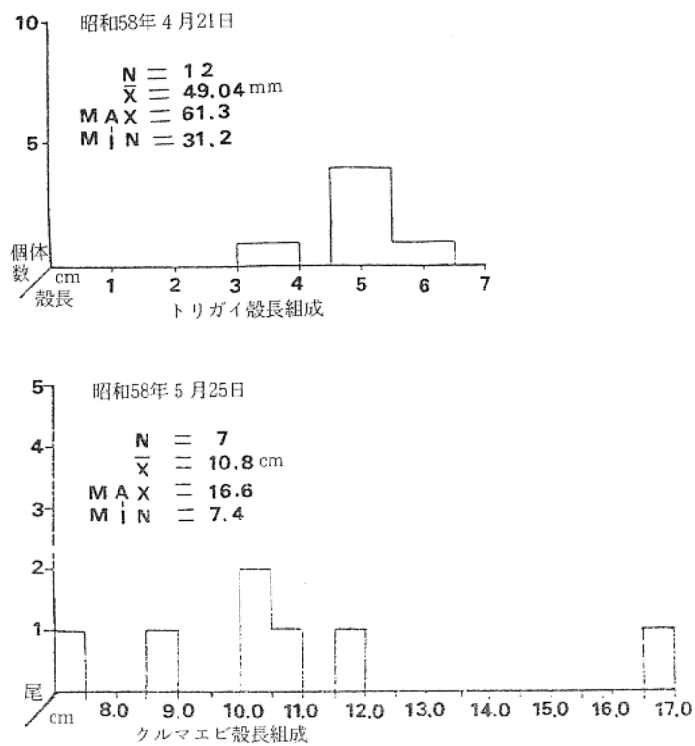 10
昭和58年4月21日
N = 12
X̄ = 49.04mm
MAX = 61.3
MiN = 31.2
5
個体
数
cm
殻長
1 2 3 4 5 6 7
トリガイ殻長組成
5
昭和58年5月25日
4
N = 7
X̄ = 10.8cm
MAX = 16.6
3
MiN = 7.4
2
1
尾
cm
8.0 9.0 10.0 11.0 12.0 13.0 14.0 15.0 16.0 17.0
クルマエビ殻長組成